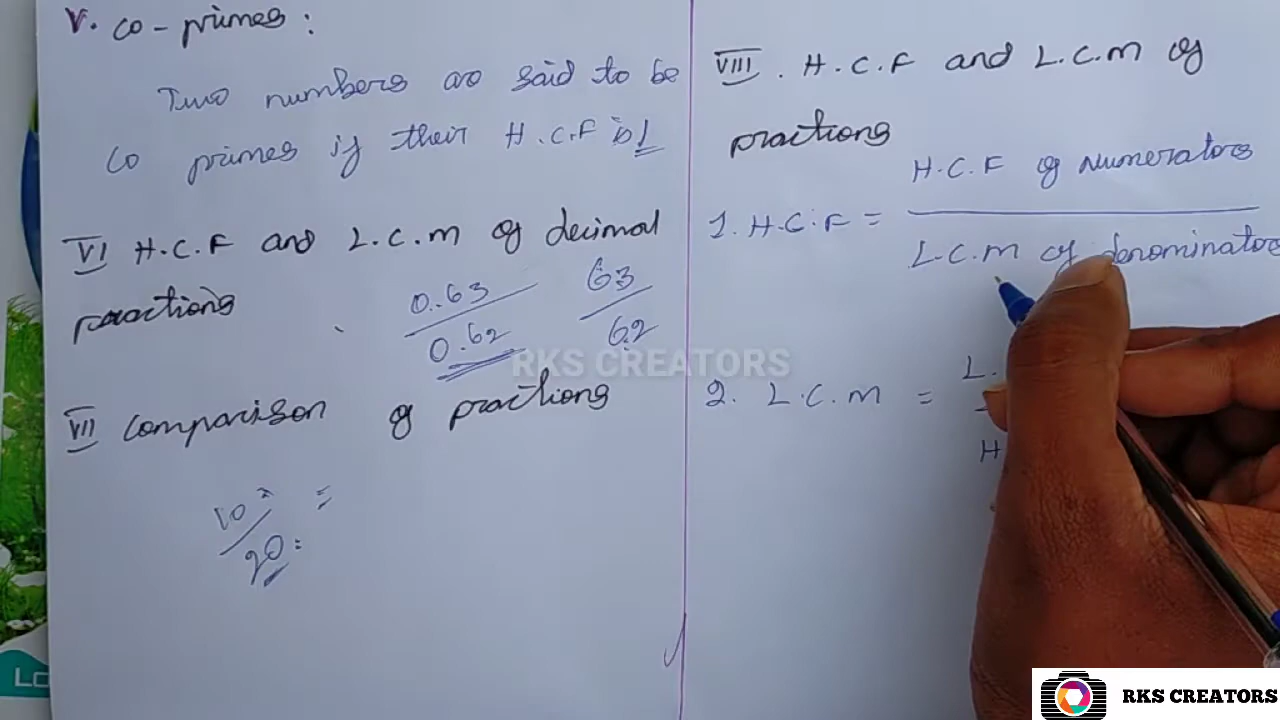 V. Co-primes:
Two numbers are said to be
Co primes if their H.C.F is 1
VI H.C.F and L.C.M of decimal
fractions
0.63
0.62
63
62
VII Comparison of fractions
10
20
=
VIII. H.C.F and L.C.M of
fractions
1. H.C.F = H.C.F of Numerators
L.C.M of denominator
2. L.C.M = L.
H
RKS CREATORS
RKS CREATORS